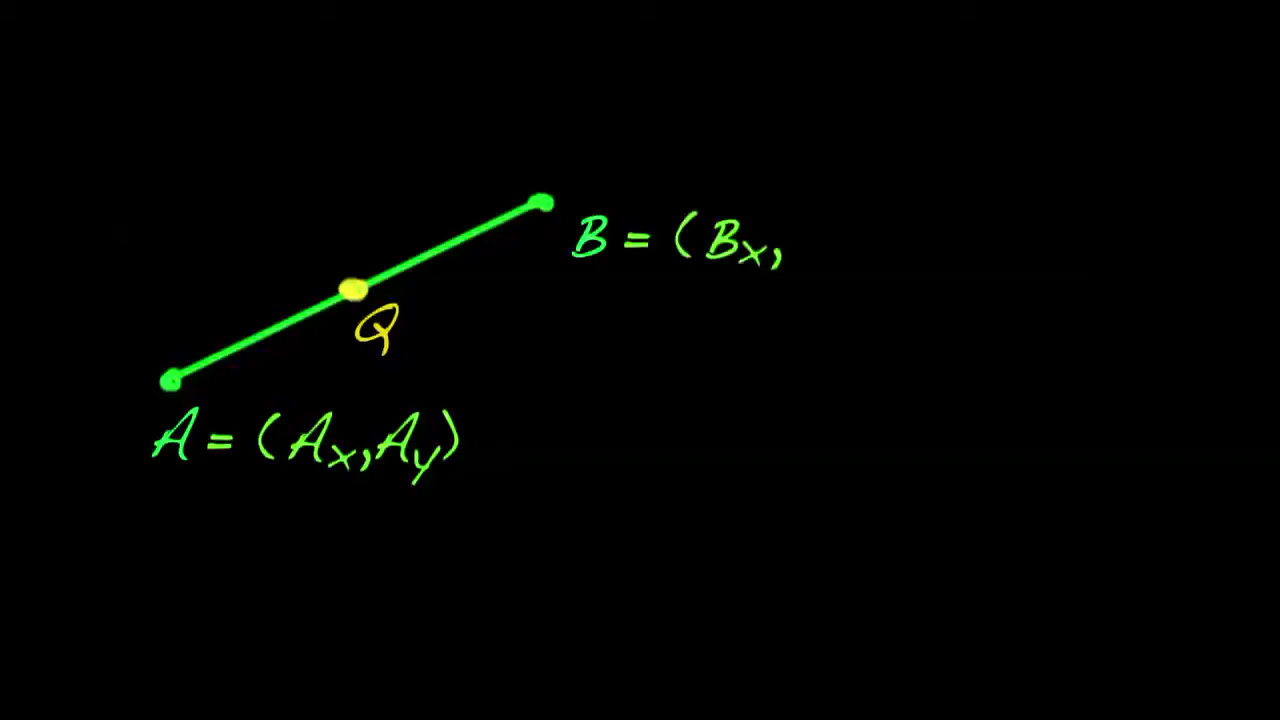 B = (Bx,
Q
A = (Ax, Ay)